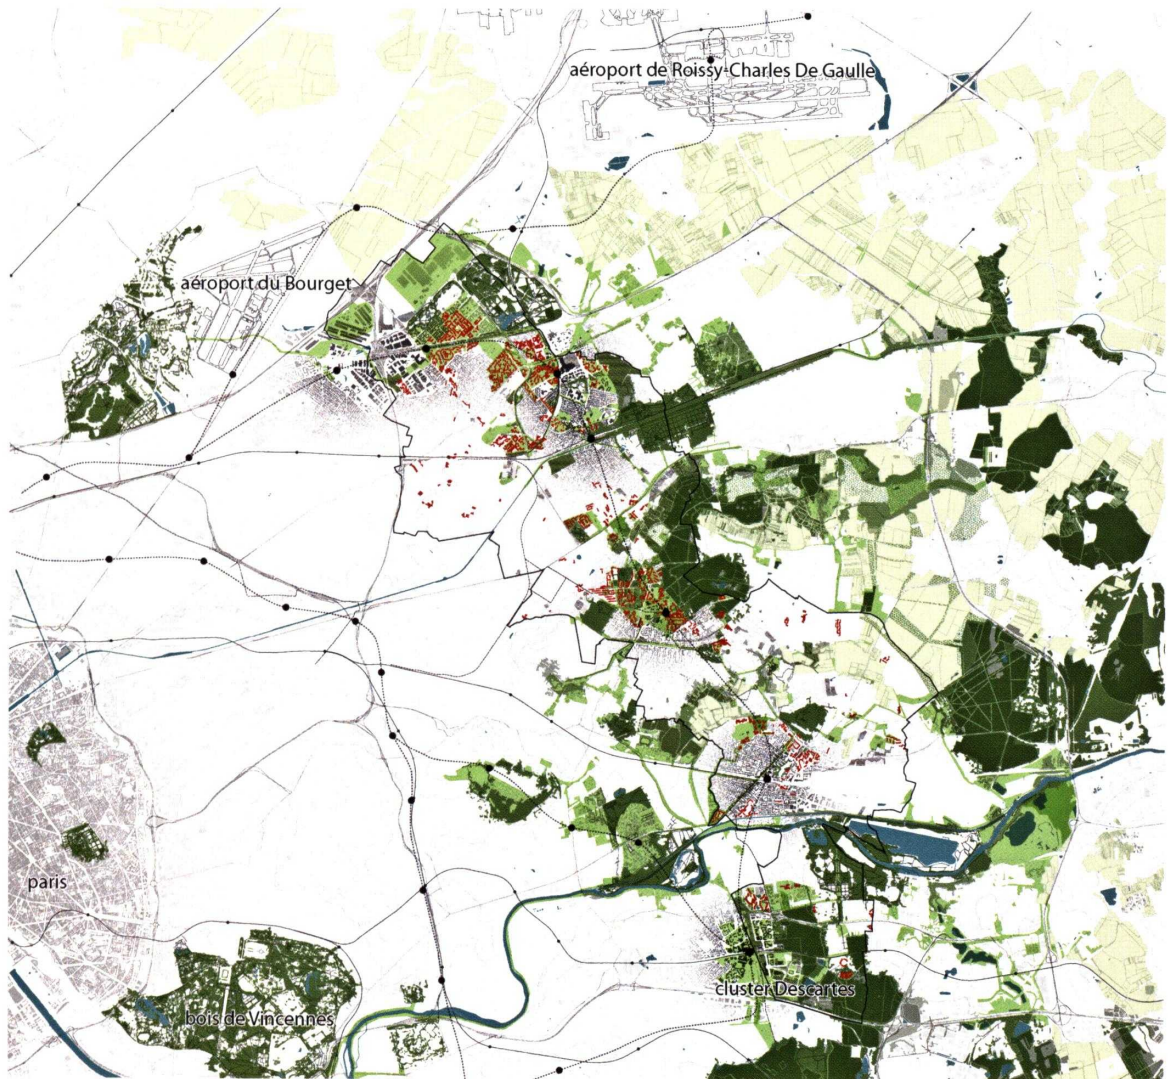 aéroport de Roissy-Charles De Gaulle
aéroport du Bourget
paris
cluster Descartes
bois de Vincennes